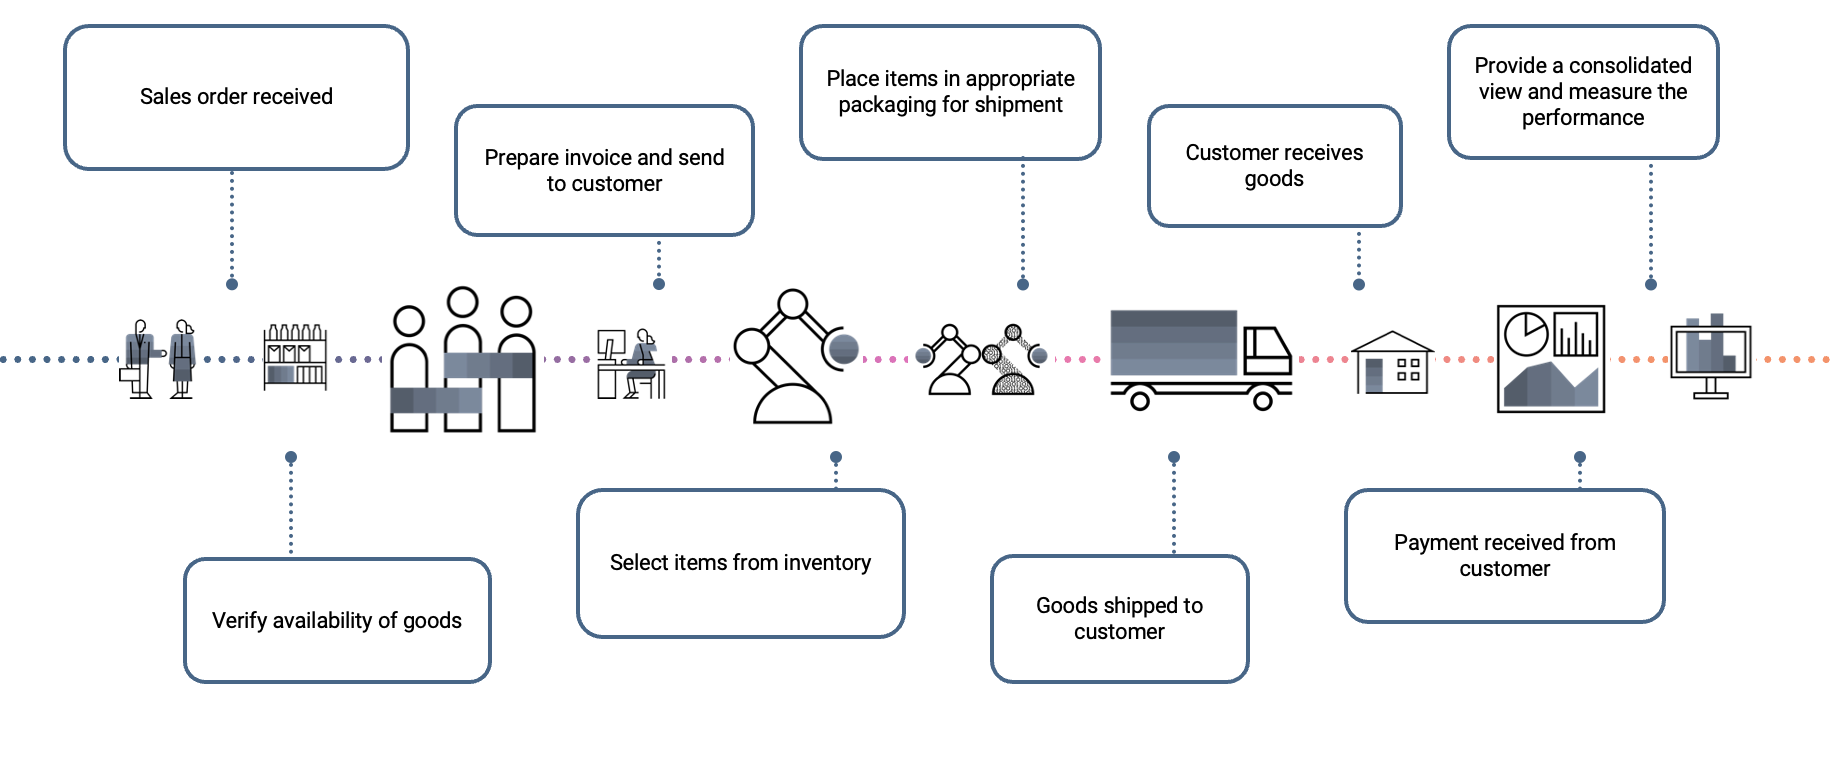 Sales order received
Verify availability of goods
Prepare invoice and send
to customer
Select items from inventory
Place items in appropriate
packaging for shipment
Goods shipped to
customer
Customer receives
goods
Payment received from
customer
Provide a consolidated
view and measure the
performance